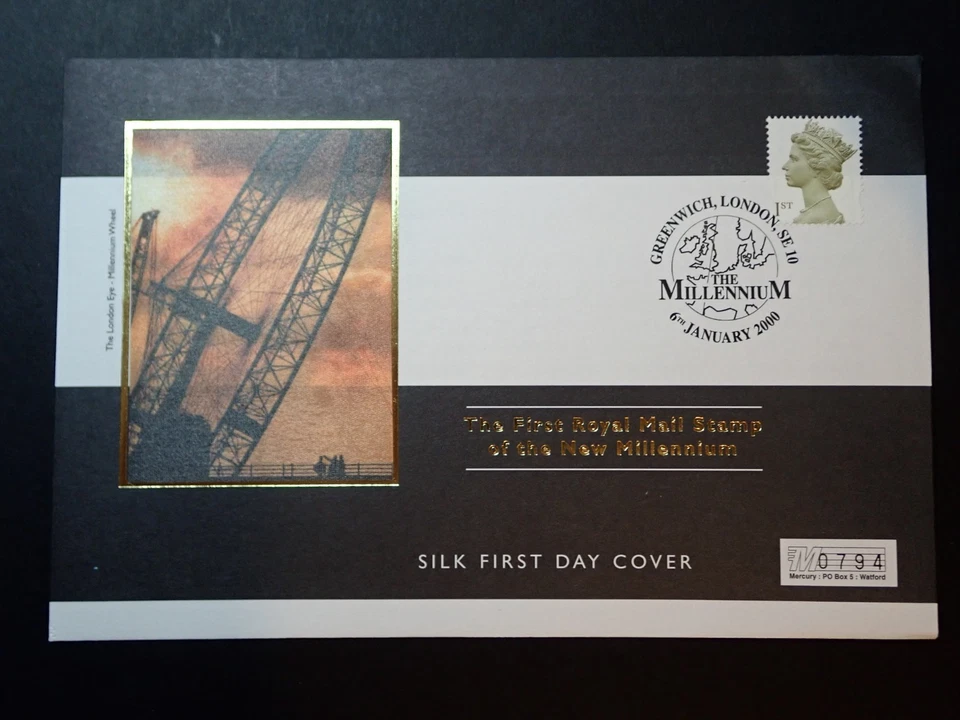 The London Eye - Millennium Wheel
1ST
GREENWICH, LONDON, SE 10
THE
MILLENNIUM
6TH JANUARY 2000
The First Royal Mail Stamp
of the New Millennium
SILK FIRST DAY COVER
M0794
Mercury : PO Box 5 : Watford